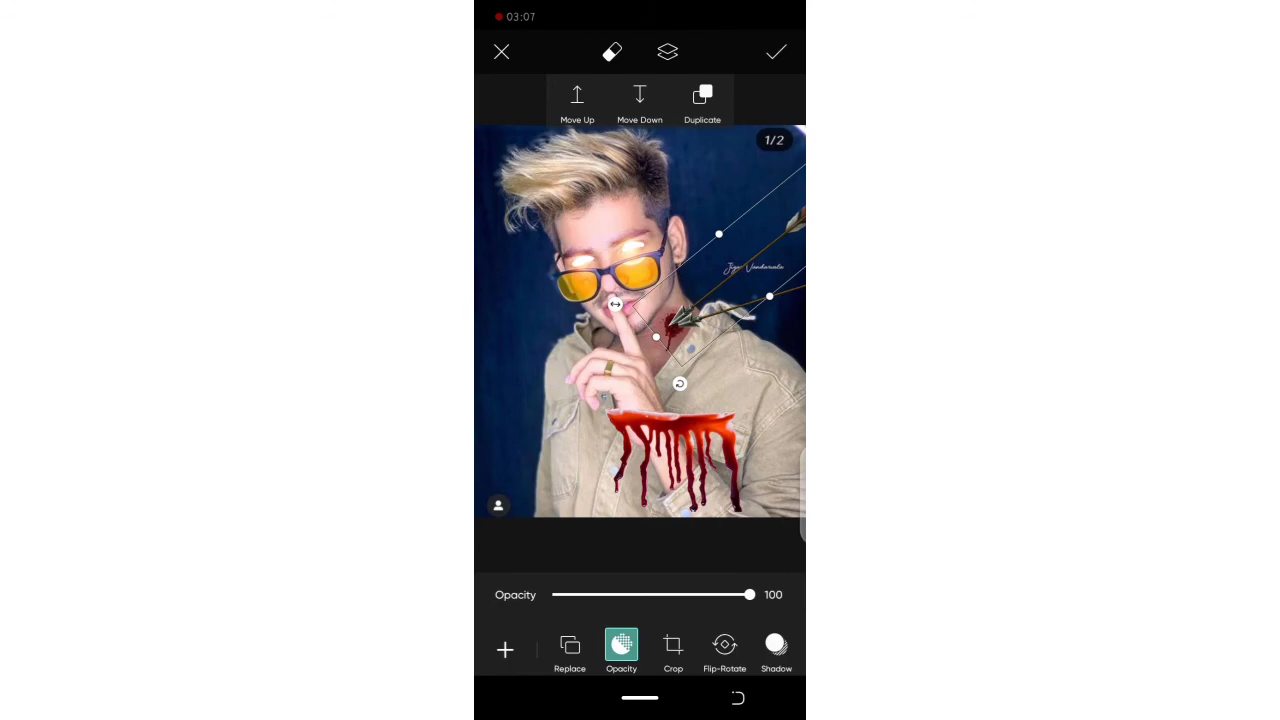 03:07
Move Up
Move Down
Duplicate
1/2
Opacity
100
Replace
Opacity
Crop
Flip-Rotate
Shadow